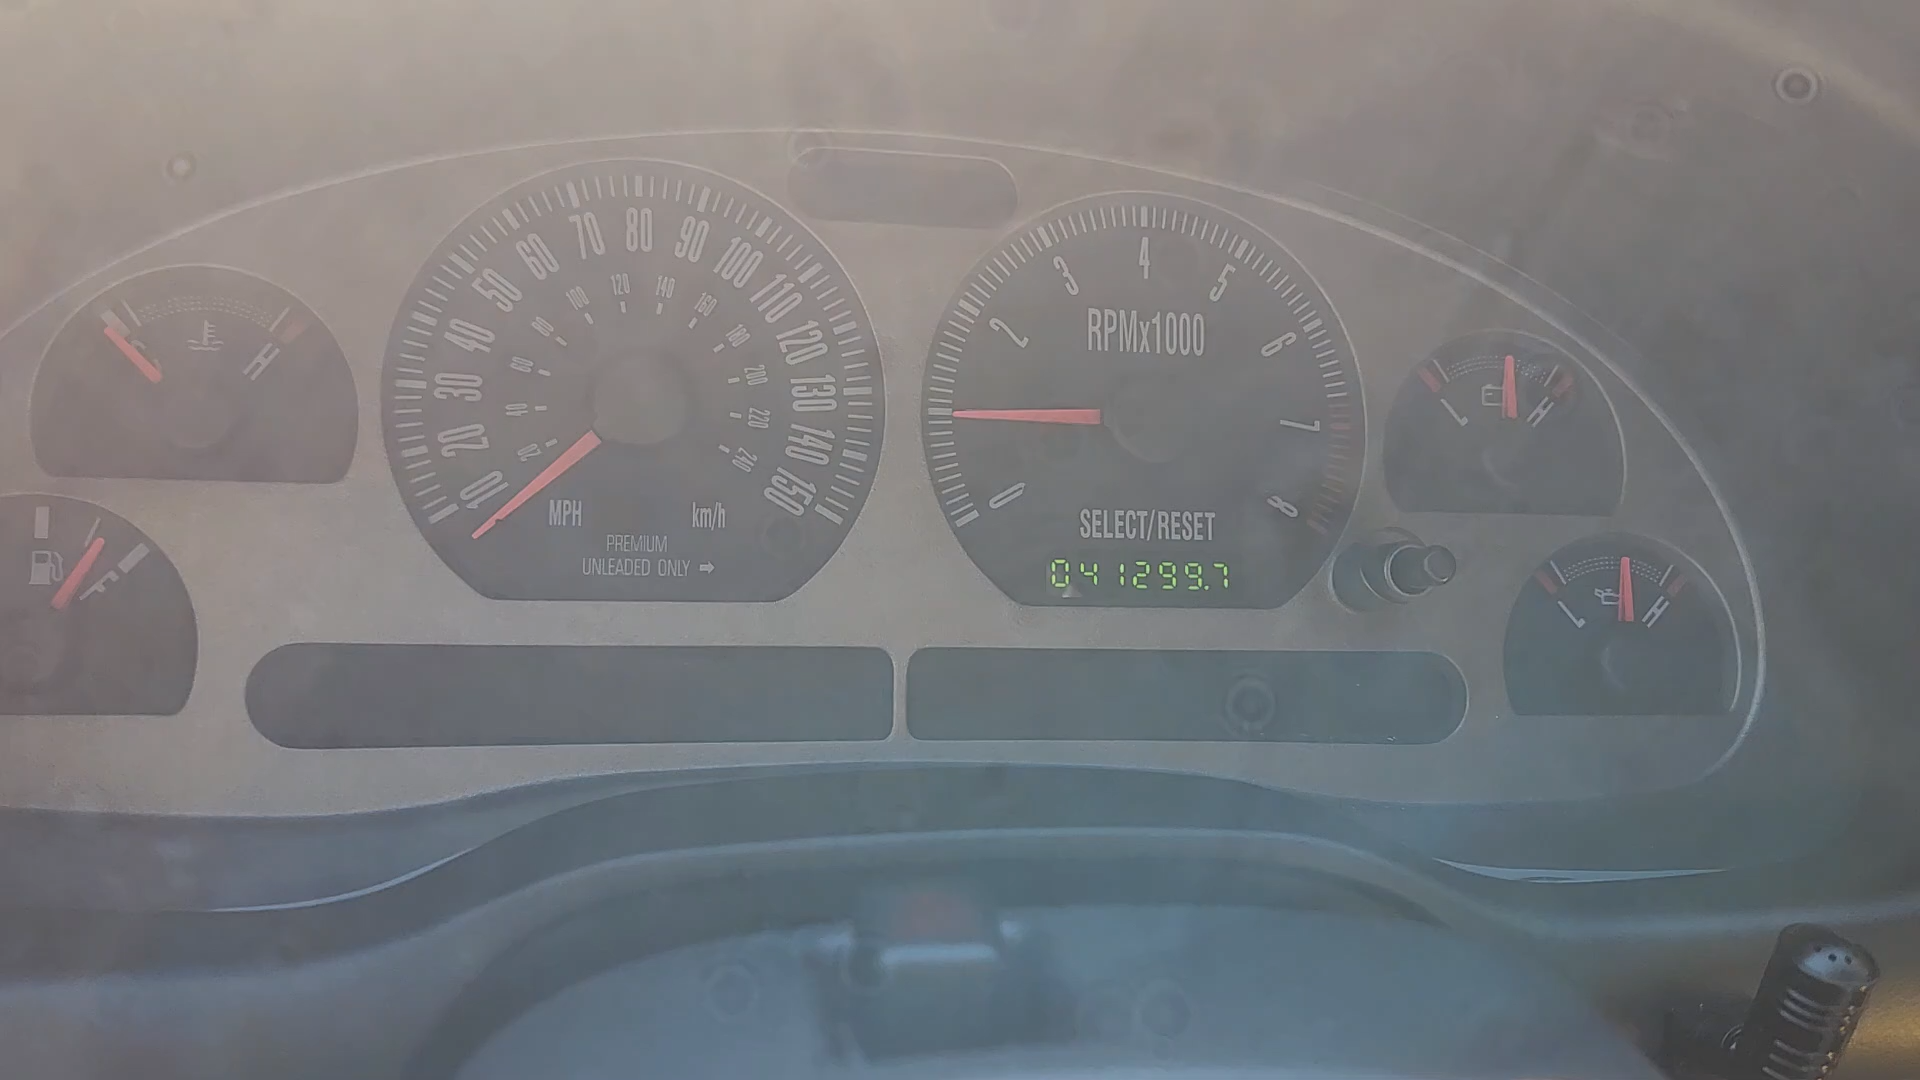 H
10 20 30 40 50 60 70 80 90 100 110 120 130 140 150
20 40 60 80 100 120 140 160 180 200 220 240
MPH km/h
PREMIUM
UNLEADED ONLY ➡
0 1 2 3 4 5 6 7 8
RPMx1000
SELECT/RESET
041299.7
L H
F
L H